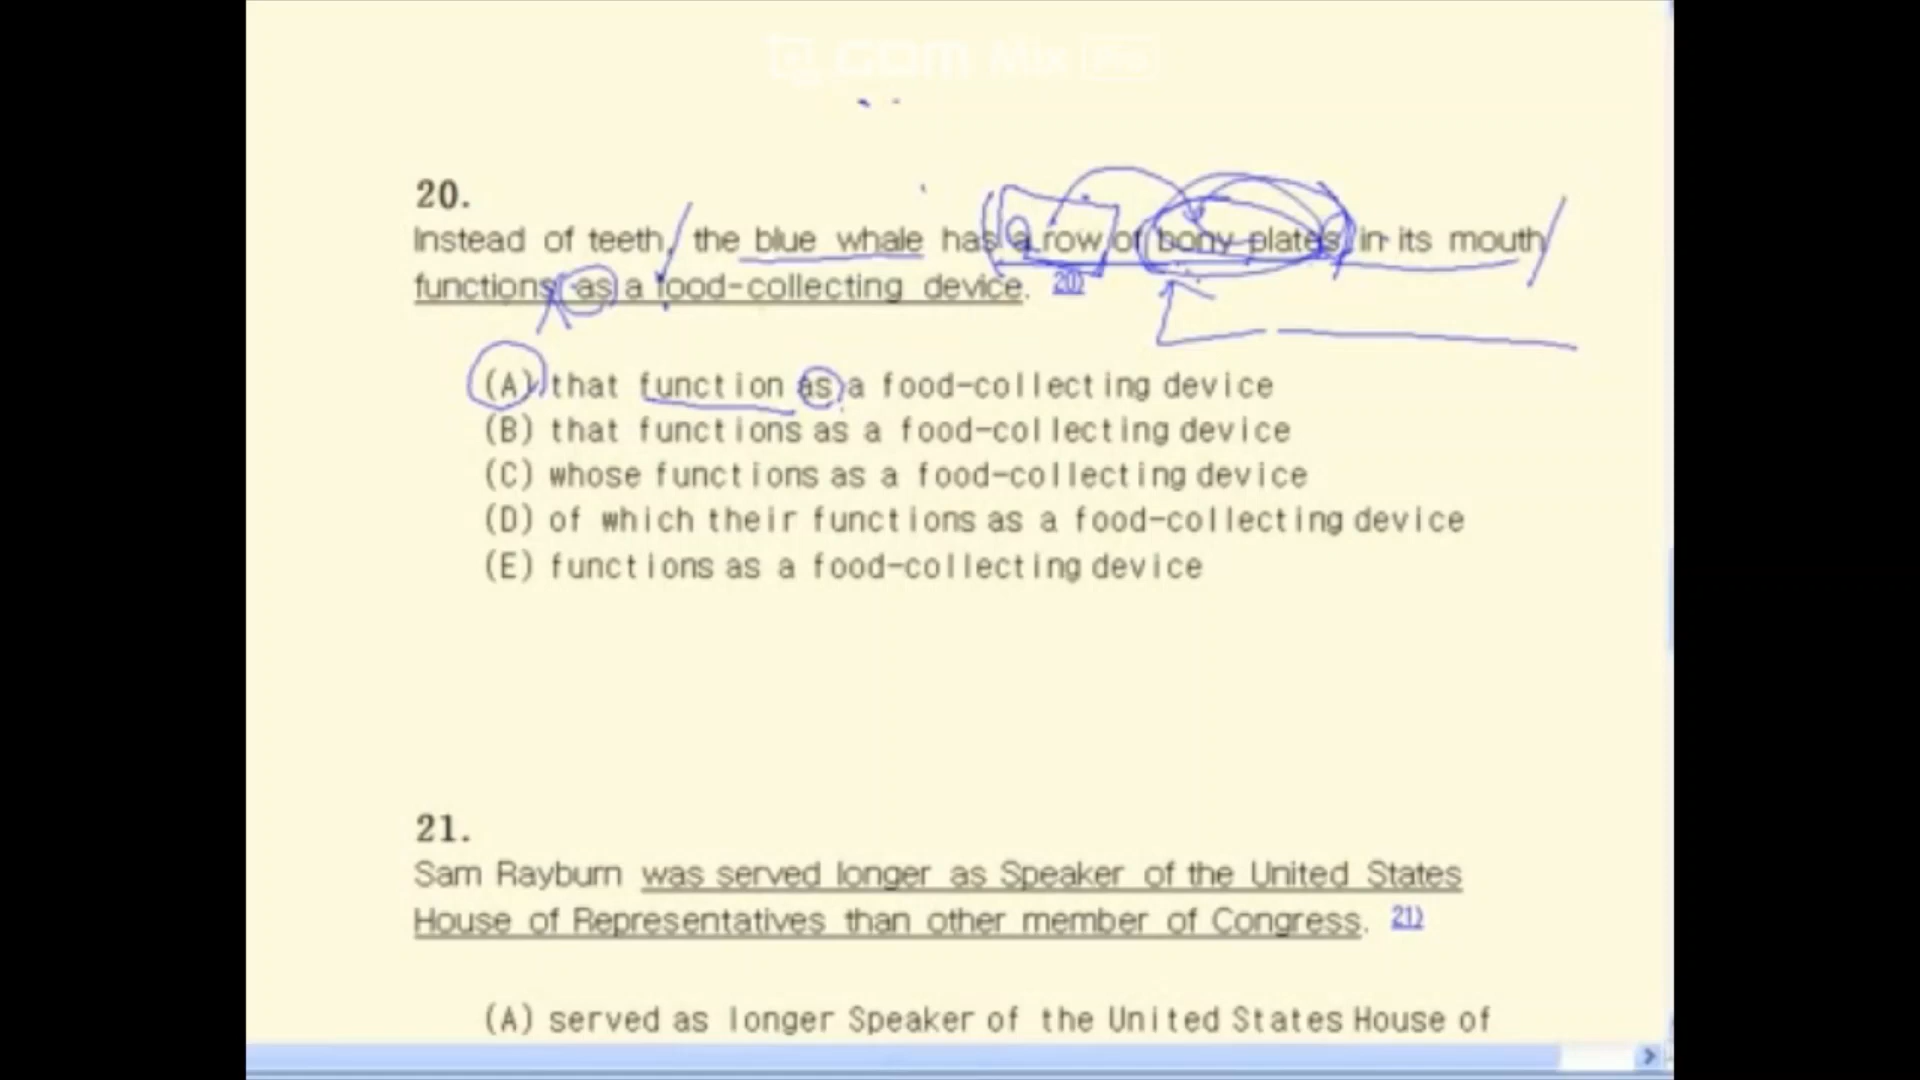 GOM Mix
20.
Instead of teeth, the blue whale has a row of bony plates in its mouth
functions as a food-collecting device. 20)
(A) that function as a food-collecting device
(B) that functions as a food-collecting device
(C) whose functions as a food-collecting device
(D) of which their functions as a food-collecting device
(E) functions as a food-collecting device
21.
Sam Rayburn was served longer as Speaker of the United States
House of Representatives than other member of Congress. 21)
(A) served as longer Speaker of the United States House of